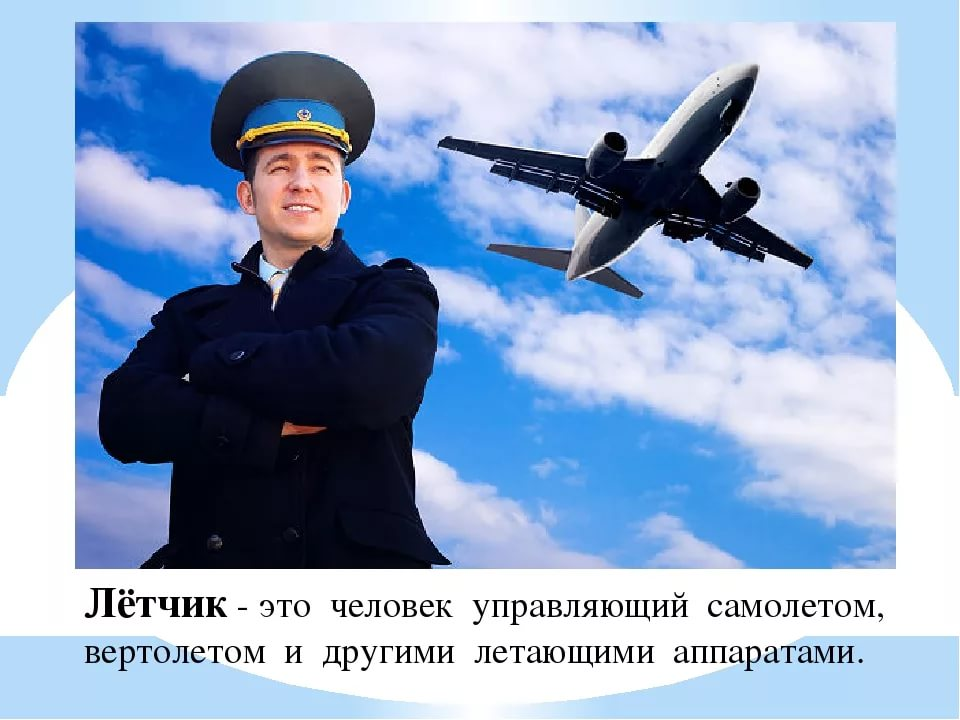 Лётчик - это человек управляющий самолетом,
вертолетом и другими летающими аппаратами.